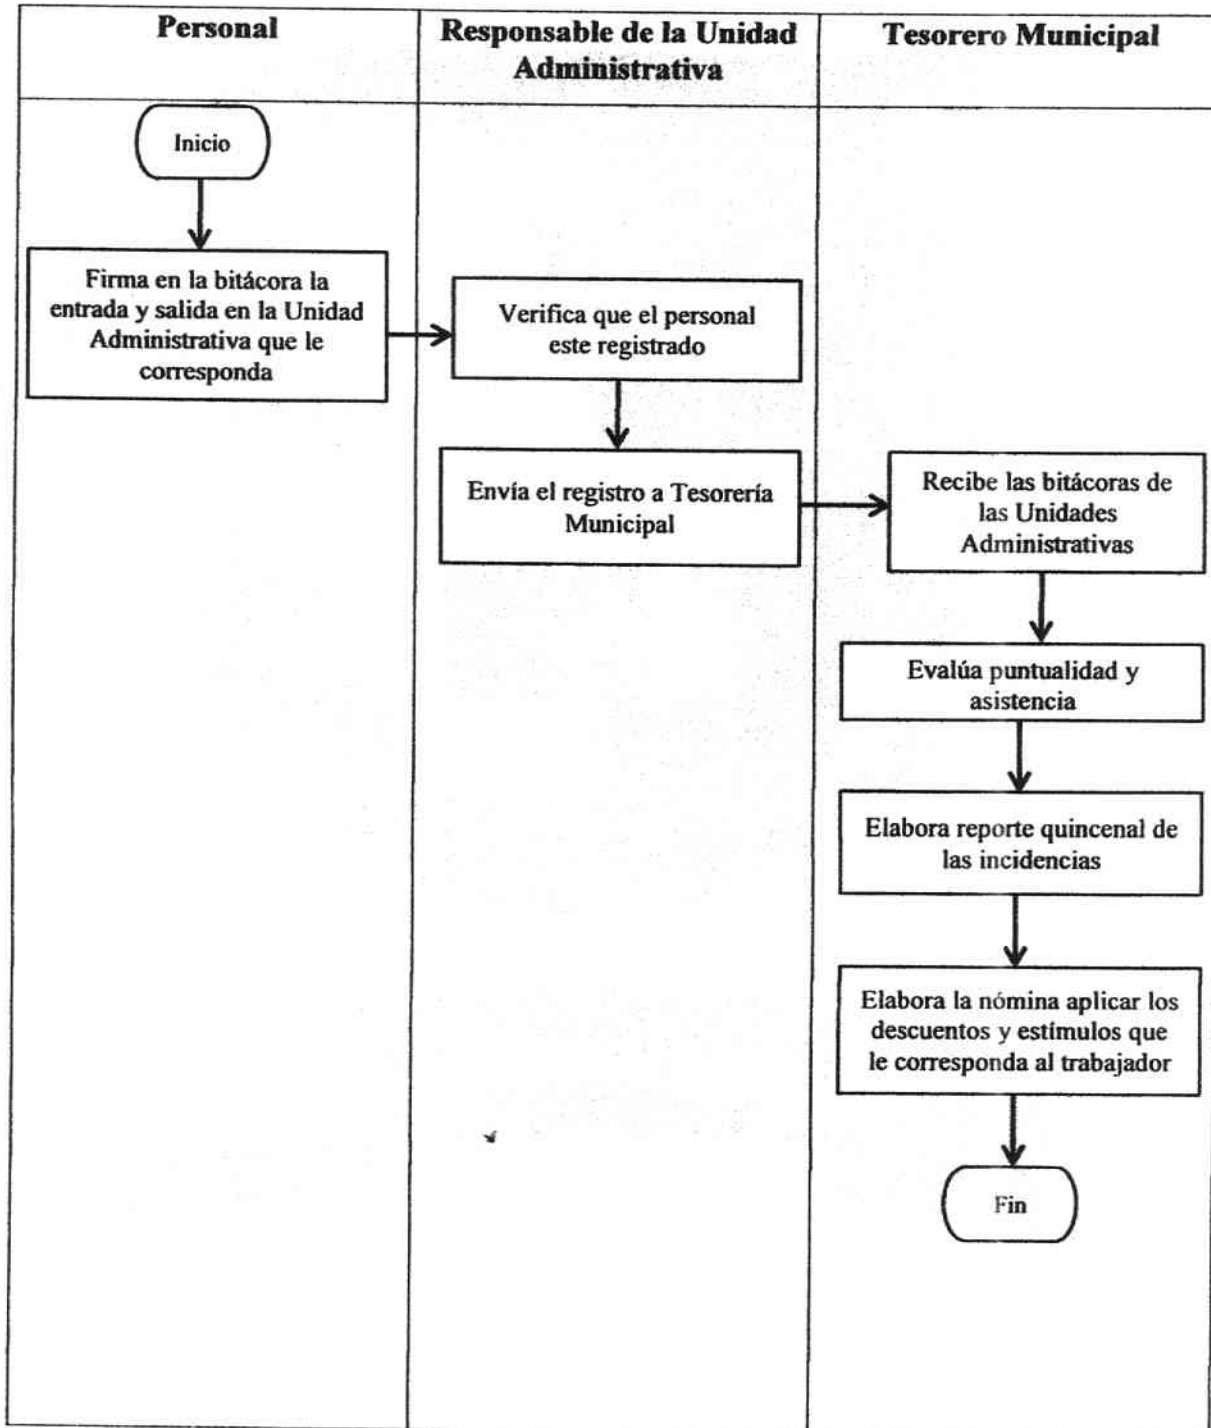 Personal
Responsable de la Unidad
Administrativa
Tesorero Municipal
Inicio
Firma en la bitácora la
entrada y salida en la Unidad
Administrativa que le
corresponda
Verifica que el personal
este registrado
Envía el registro a Tesorería
Municipal
Recibe las bitácoras de
las Unidades
Administrativas
Evalúa puntualidad y
asistencia
Elabora reporte quincenal de
las incidencias
Elabora la nómina aplicar los
descuentos y estímulos que
le corresponda al trabajador
Fin